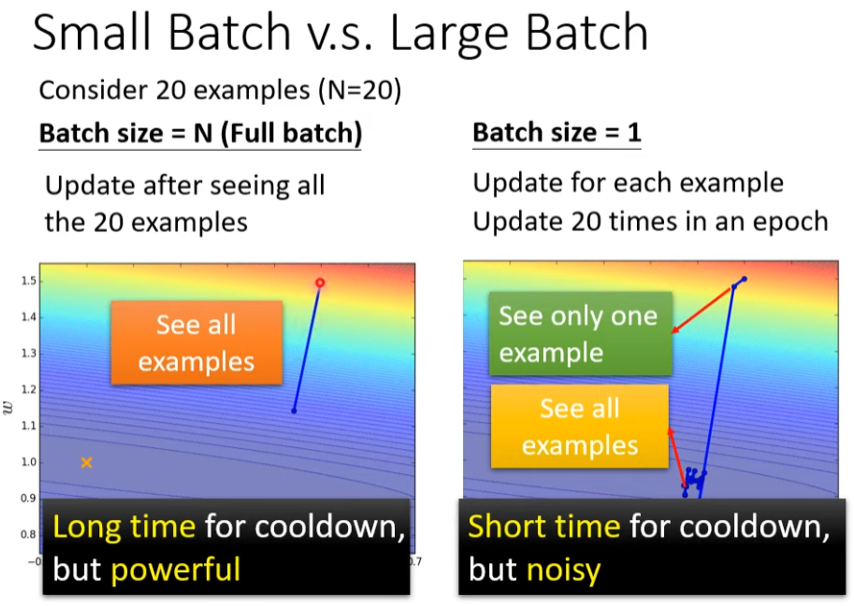 Small Batch v.s. Large Batch
Consider 20 examples (N=20)
Batch size = N (Full batch)
Update after seeing all
the 20 examples
Batch size = 1
Update for each example
Update 20 times in an epoch
1.5
1.4
1.3
1.2
1.1
1.0
0.9
0.8
w
See all
examples
Long time for cooldown,
but powerful
See only one
example
See all
examples
Short time for cooldown,
but noisy